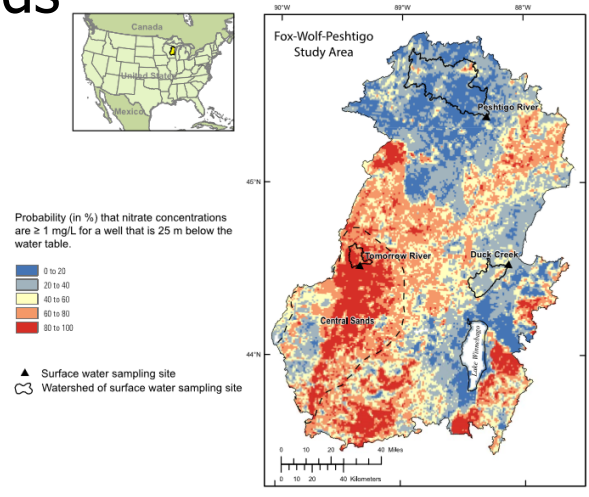 ds
Canada
United States
Mexico
90°W
89°W
88°W
Fox-Wolf-Peshtigo
Study Area
Peshtigo River
45°N
Probability (in %) that nitrate concentrations
are ≥ 1 mg/L for a well that is 25 m below the
water table.
0 to 20
20 to 40
40 to 60
60 to 80
80 to 100
Tomorrow River
Duck Creek
Central Sands
Lake Winnebago
44°N
Surface water sampling site
Watershed of surface water sampling site
0 10 20 40 Miles
0 10 20 40 Kilometers